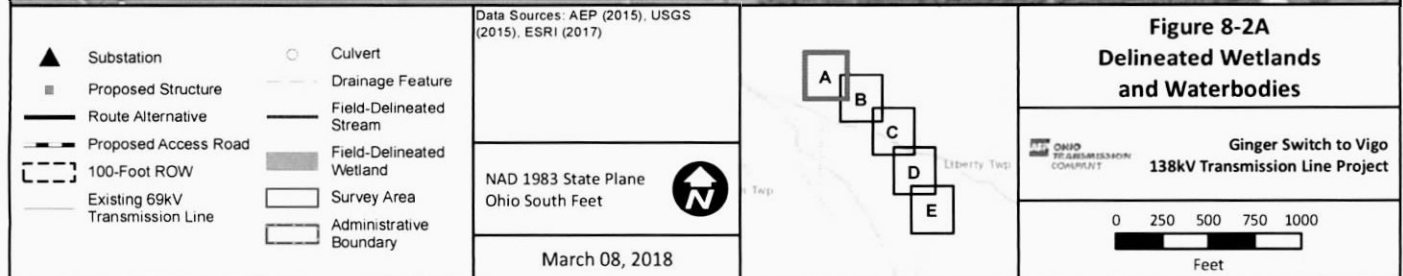 Substation
Proposed Structure
Route Alternative
Proposed Access Road
100-Foot ROW
Existing 69kV
Transmission Line
Culvert
Drainage Feature
Field-Delineated
Stream
Field-Delineated
Wetland
Survey Area
Administrative
Boundary
Data Sources: AEP (2015), USGS
(2015), ESRI (2017)
NAD 1983 State Plane
Ohio South Feet
N
March 08, 2018
A
B
C
D
E
Liberty Twp
Twp
Figure 8-2A
Delineated Wetlands
and Waterbodies
AEP OHIO
TRANSMISSION
COMPANY
Ginger Switch to Vigo
138kV Transmission Line Project
0 250 500 750 1000
Feet